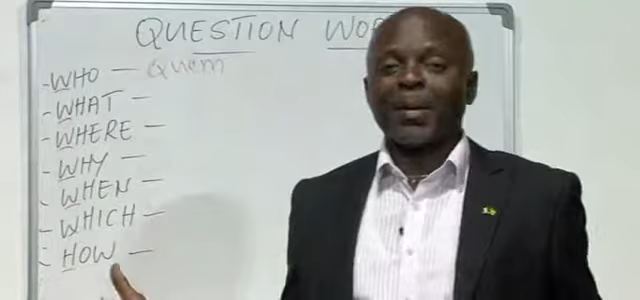 QUESTION WO
- WHO — Quem
- WHAT —
- WHERE —
- WHY —
- WHEN —
- WHICH —
- HOW —